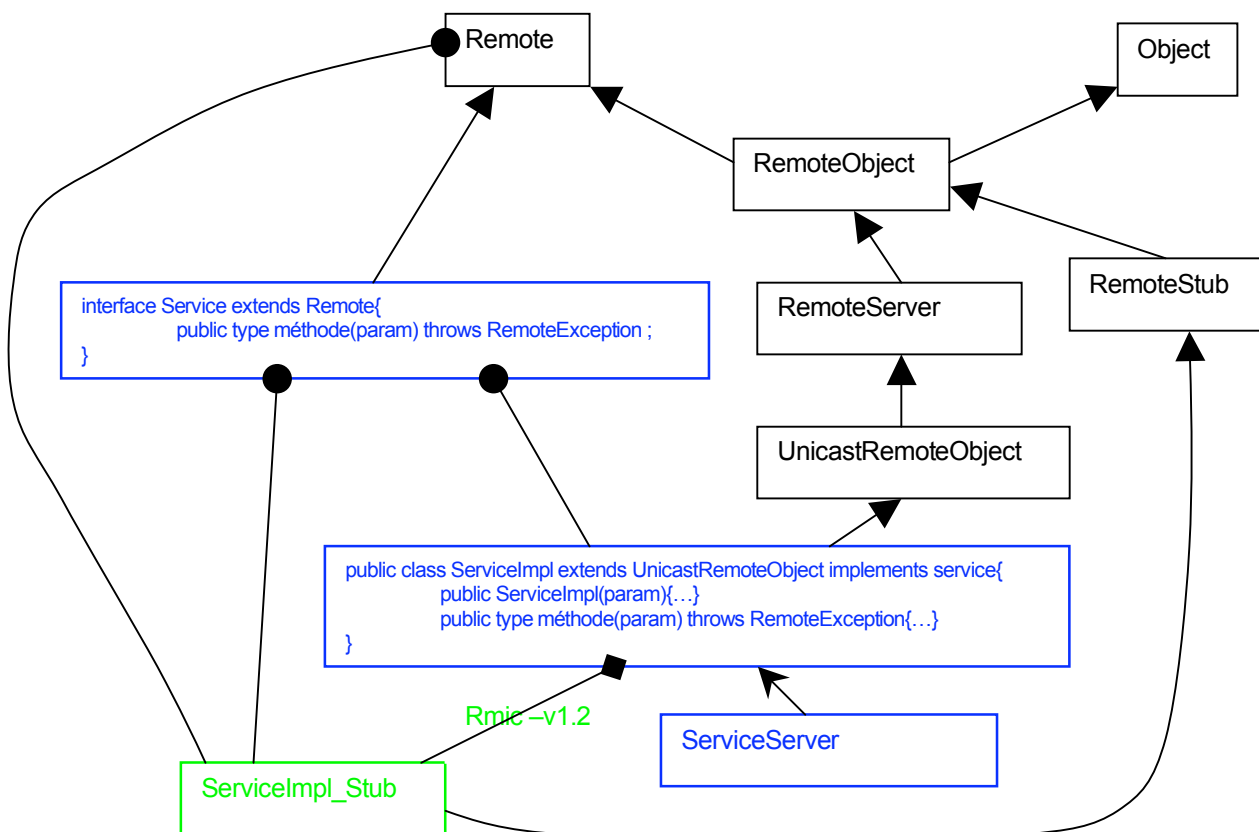 Remote
Object
RemoteObject
RemoteStub
interface Service extends Remote{
public type méthode(param) throws RemoteException ;
}
RemoteServer
UnicastRemoteObject
public class ServiceImpl extends UnicastRemoteObject implements service{
public ServiceImpl(param){…}
public type méthode(param) throws RemoteException{…}
}
Rmic –v1.2
ServiceServer
ServiceImpl_Stub